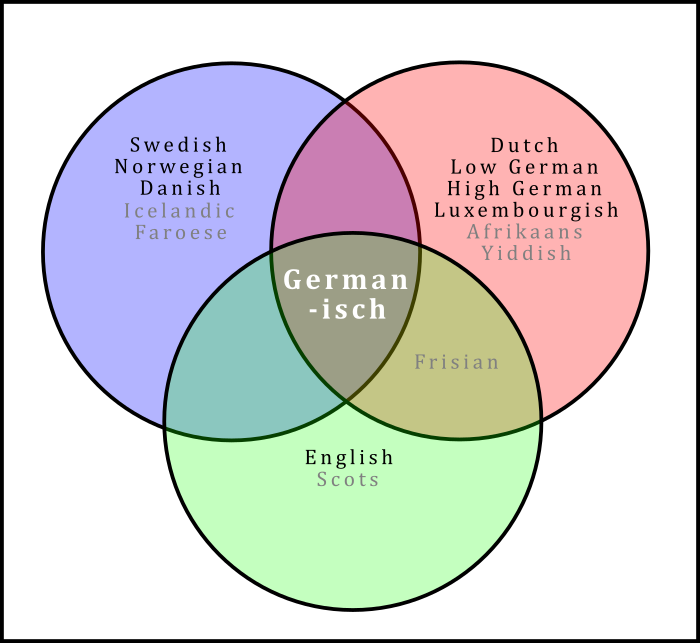 Swedish
Norwegian
Danish
Icelandic
Faroese
Dutch
Low German
High German
Luxembourgish
Afrikaans
Yiddish
German
-isch
Frisian
English
Scots